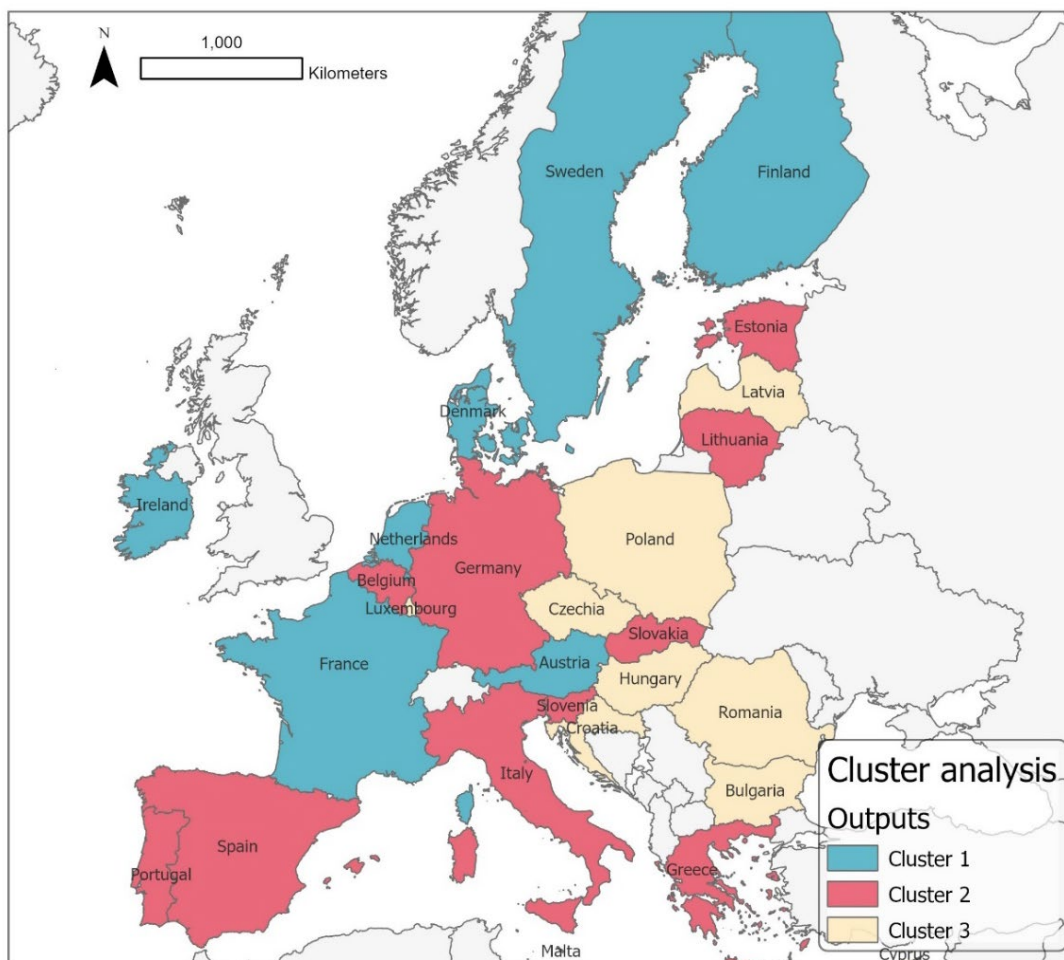 N
1,000
Kilometers
Sweden
Finland
Estonia
Latvia
Denmark
Lithuania
Ireland
Netherlands
Poland
Germany
Belgium
Luxembourg
Czechia
Slovakia
France
Austria
Hungary
Slovenia
Romania
Croatia
Italy
Bulgaria
Spain
Portugal
Greece
Malta
Cyprus
Cluster analysis
Outputs
Cluster 1
Cluster 2
Cluster 3